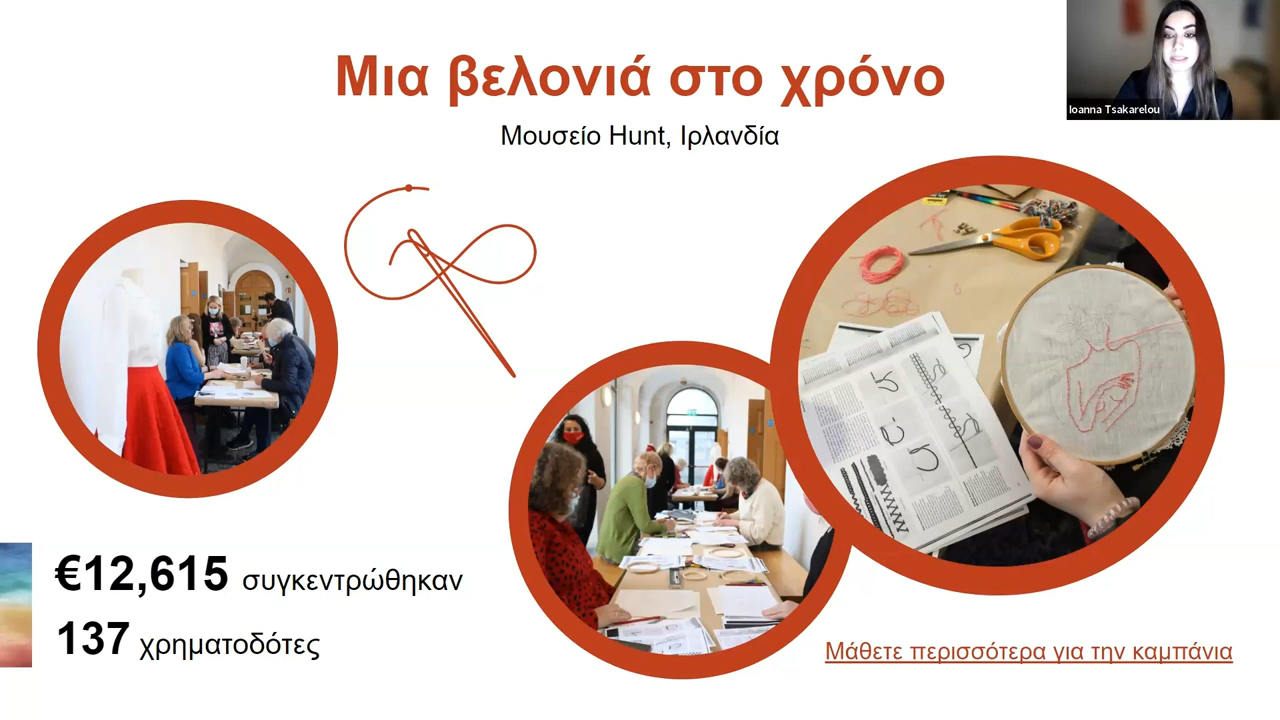 Μια βελονιά στο χρόνο
Μουσείο Hunt, Ιρλανδία
Ioanna Tsakarelou
€12,615 συγκεντρώθηκαν
137 χρηματοδότες
Μάθετε περισσότερα για την καμπάνια